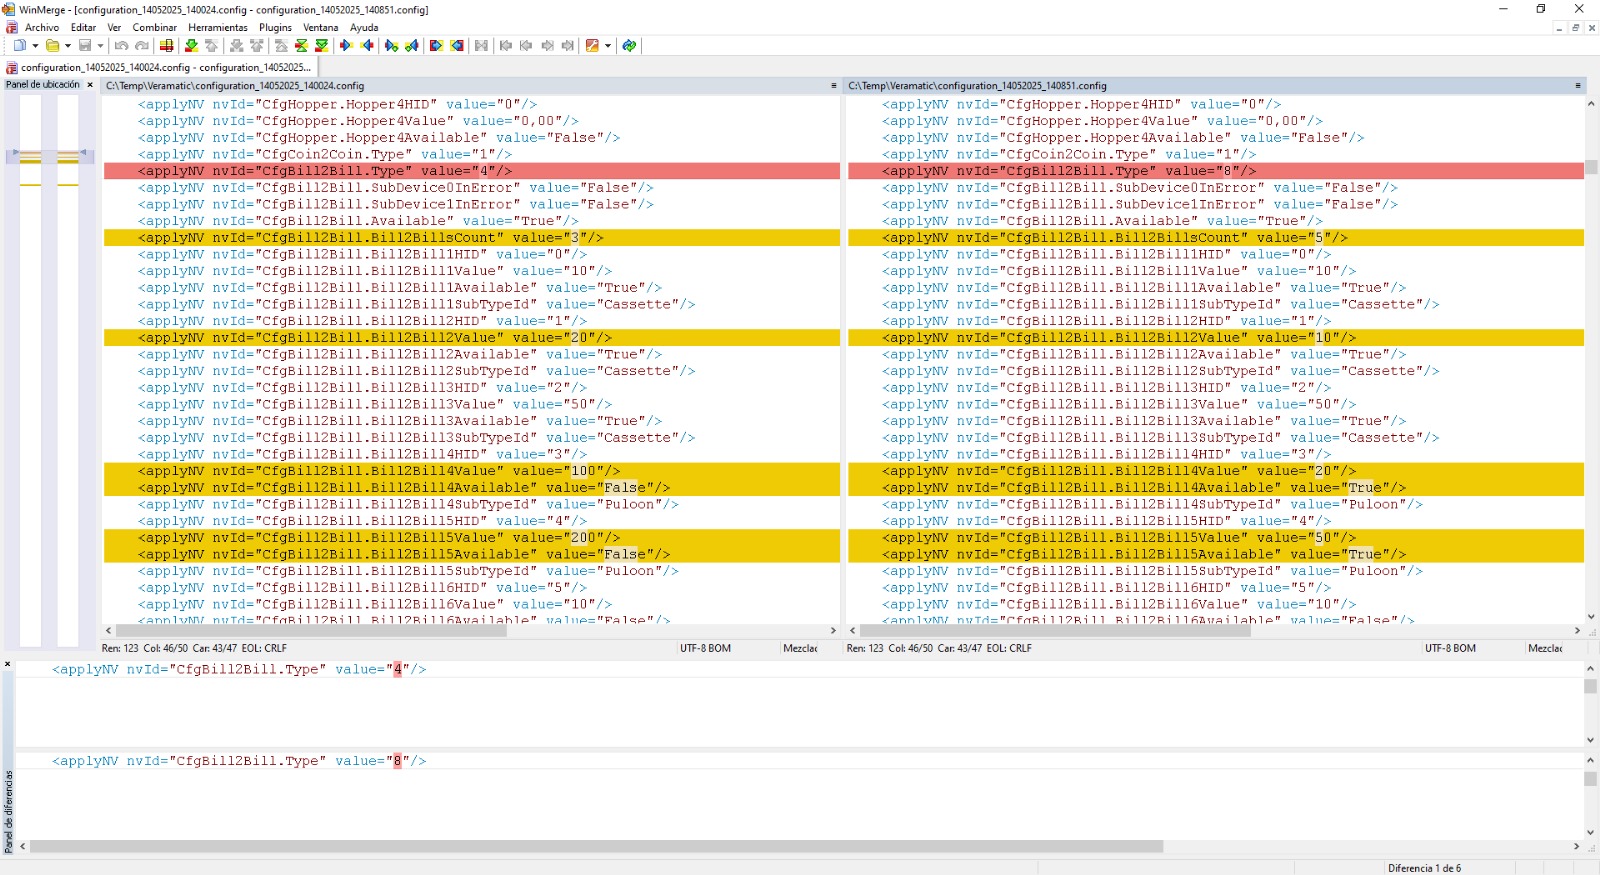 WinMerge - [configuration_14052025_140024.config - configuration_14052025_140851.config]
Archivo Editar Ver Combinar Herramientas Plugins Ventana Ayuda
configuration_14052025_140024.config - configuration_14052025...
Panel de ubicación
C:\Temp\Veramatic\configuration_14052025_140024.config
<applyNV nvId="CfgHopper.Hopper4HID" value="0"/>
<applyNV nvId="CfgHopper.Hopper4Value" value="0,00"/>
<applyNV nvId="CfgHopper.Hopper4Available" value="False"/>
<applyNV nvId="CfgCoin2Coin.Type" value="1"/>
<applyNV nvId="CfgBill2Bill.Type" value="4"/>
<applyNV nvId="CfgBill2Bill.SubDevice0InError" value="False"/>
<applyNV nvId="CfgBill2Bill.SubDevice1InError" value="False"/>
<applyNV nvId="CfgBill2Bill.Available" value="True"/>
<applyNV nvId="CfgBill2Bill.Bill2BillsCount" value="3"/>
<applyNV nvId="CfgBill2Bill.Bill2Bill1HID" value="0"/>
<applyNV nvId="CfgBill2Bill.Bill2Bill1Value" value="10"/>
<applyNV nvId="CfgBill2Bill.Bill2Bill1Available" value="True"/>
<applyNV nvId="CfgBill2Bill.Bill2Bill1SubTypeId" value="Cassette"/>
<applyNV nvId="CfgBill2Bill.Bill2Bill2HID" value="1"/>
<applyNV nvId="CfgBill2Bill.Bill2Bill2Value" value="20"/>
<applyNV nvId="CfgBill2Bill.Bill2Bill2Available" value="True"/>
<applyNV nvId="CfgBill2Bill.Bill2Bill2SubTypeId" value="Cassette"/>
<applyNV nvId="CfgBill2Bill.Bill2Bill3HID" value="2"/>
<applyNV nvId="CfgBill2Bill.Bill2Bill3Value" value="50"/>
<applyNV nvId="CfgBill2Bill.Bill2Bill3Available" value="True"/>
<applyNV nvId="CfgBill2Bill.Bill2Bill3SubTypeId" value="Cassette"/>
<applyNV nvId="CfgBill2Bill.Bill2Bill4HID" value="3"/>
<applyNV nvId="CfgBill2Bill.Bill2Bill4Value" value="100"/>
<applyNV nvId="CfgBill2Bill.Bill2Bill4Available" value="False"/>
<applyNV nvId="CfgBill2Bill.Bill2Bill4SubTypeId" value="Puloon"/>
<applyNV nvId="CfgBill2Bill.Bill2Bill5HID" value="4"/>
<applyNV nvId="CfgBill2Bill.Bill2Bill5Value" value="200"/>
<applyNV nvId="CfgBill2Bill.Bill2Bill5Available" value="False"/>
<applyNV nvId="CfgBill2Bill.Bill2Bill5SubTypeId" value="Puloon"/>
<applyNV nvId="CfgBill2Bill.Bill2Bill6HID" value="5"/>
<applyNV nvId="CfgBill2Bill.Bill2Bill6Value" value="10"/>
<applyNV nvId="CfgBill2Bill.Bill2Bill6Available" value="False"/>
Ren: 123 Col: 46/50 Car: 43/47 EOL: CRLF UTF-8 BOM Mezclac
C:\Temp\Veramatic\configuration_14052025_140851.config
<applyNV nvId="CfgHopper.Hopper4HID" value="0"/>
<applyNV nvId="CfgHopper.Hopper4Value" value="0,00"/>
<applyNV nvId="CfgHopper.Hopper4Available" value="False"/>
<applyNV nvId="CfgCoin2Coin.Type" value="1"/>
<applyNV nvId="CfgBill2Bill.Type" value="8"/>
<applyNV nvId="CfgBill2Bill.SubDevice0InError" value="False"/>
<applyNV nvId="CfgBill2Bill.SubDevice1InError" value="False"/>
<applyNV nvId="CfgBill2Bill.Available" value="True"/>
<applyNV nvId="CfgBill2Bill.Bill2BillsCount" value="5"/>
<applyNV nvId="CfgBill2Bill.Bill2Bill1HID" value="0"/>
<applyNV nvId="CfgBill2Bill.Bill2Bill1Value" value="10"/>
<applyNV nvId="CfgBill2Bill.Bill2Bill1Available" value="True"/>
<applyNV nvId="CfgBill2Bill.Bill2Bill1SubTypeId" value="Cassette"/>
<applyNV nvId="CfgBill2Bill.Bill2Bill2HID" value="1"/>
<applyNV nvId="CfgBill2Bill.Bill2Bill2Value" value="10"/>
<applyNV nvId="CfgBill2Bill.Bill2Bill2Available" value="True"/>
<applyNV nvId="CfgBill2Bill.Bill2Bill2SubTypeId" value="Cassette"/>
<applyNV nvId="CfgBill2Bill.Bill2Bill3HID" value="2"/>
<applyNV nvId="CfgBill2Bill.Bill2Bill3Value" value="50"/>
<applyNV nvId="CfgBill2Bill.Bill2Bill3Available" value="True"/>
<applyNV nvId="CfgBill2Bill.Bill2Bill3SubTypeId" value="Cassette"/>
<applyNV nvId="CfgBill2Bill.Bill2Bill4HID" value="3"/>
<applyNV nvId="CfgBill2Bill.Bill2Bill4Value" value="20"/>
<applyNV nvId="CfgBill2Bill.Bill2Bill4Available" value="True"/>
<applyNV nvId="CfgBill2Bill.Bill2Bill4SubTypeId" value="Puloon"/>
<applyNV nvId="CfgBill2Bill.Bill2Bill5HID" value="4"/>
<applyNV nvId="CfgBill2Bill.Bill2Bill5Value" value="50"/>
<applyNV nvId="CfgBill2Bill.Bill2Bill5Available" value="True"/>
<applyNV nvId="CfgBill2Bill.Bill2Bill5SubTypeId" value="Puloon"/>
<applyNV nvId="CfgBill2Bill.Bill2Bill6HID" value="5"/>
<applyNV nvId="CfgBill2Bill.Bill2Bill6Value" value="10"/>
<applyNV nvId="CfgBill2Bill.Bill2Bill6Available" value="False"/>
Ren: 123 Col: 46/50 Car: 43/47 EOL: CRLF UTF-8 BOM Mezclac
Panel de diferencias
<applyNV nvId="CfgBill2Bill.Type" value="4"/>
<applyNV nvId="CfgBill2Bill.Type" value="8"/>
Diferencia 1 de 6